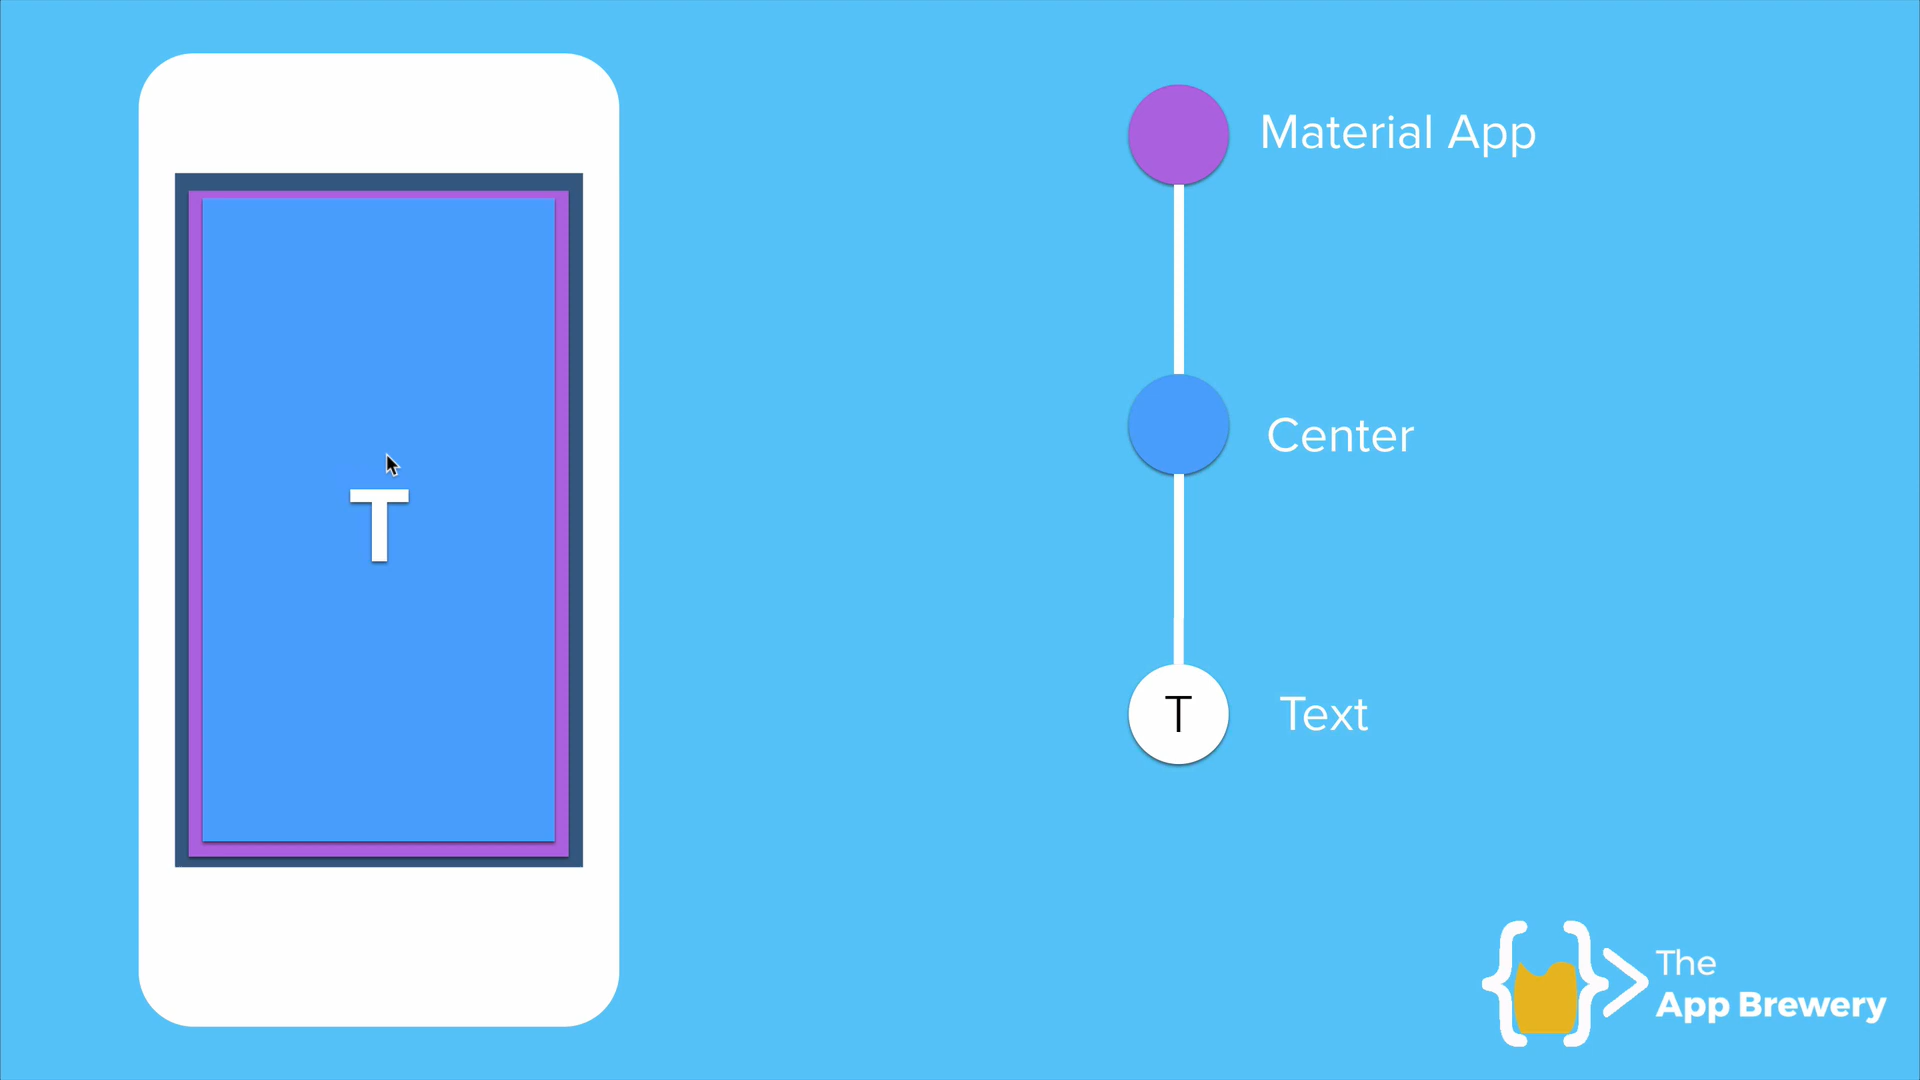 T
Material App
Center
T
Text
The
App Brewery